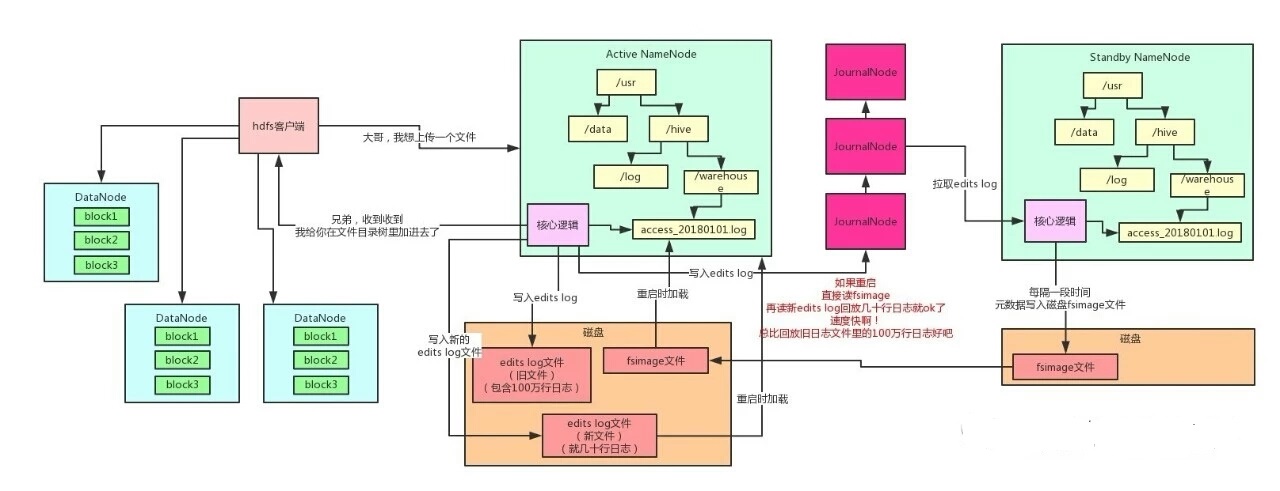 hdfs客户端
大哥，我想上传一个文件
兄弟，收到收到
我给你在文件目录树里加进去了
DataNode
block1
block2
block3
DataNode
block1
block2
block3
DataNode
block1
block2
block3
Active NameNode
/usr
/data
/hive
/log
/warehous
e
核心逻辑
access_20180101.log
写入edits log
重启时加载
写入edits log
写入新的
edits log文件
磁盘
edits log文件
（旧文件）
（包含100万行日志）
fsimage文件
edits log文件
（新文件）
（就几十行日志）
重启时加载
JournalNode
JournalNode
JournalNode
如果重启
直接读fsimage
再读新edits log回放几十行日志就ok了
速度快啊！
总比回放旧日志文件里的100万行日志好吧
拉取edits log
Standby NameNode
/usr
/data
/hive
/log
/warehous
e
核心逻辑
access_20180101.log
每隔一段时间
元数据写入磁盘fsimage文件
磁盘
fsimage文件